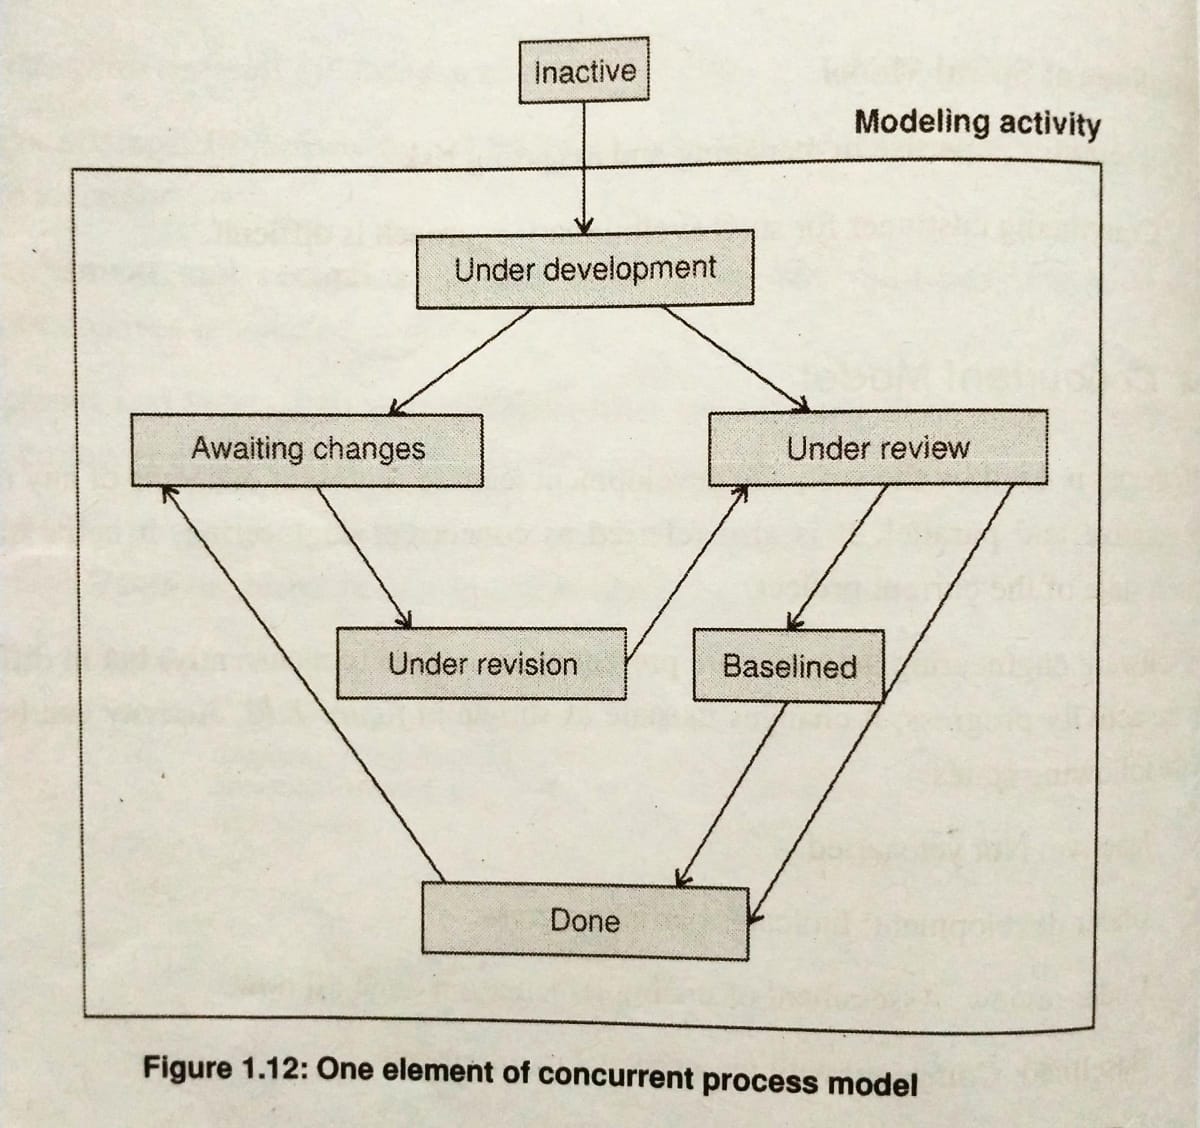 Inactive
Modeling activity
Under development
Awaiting changes
Under review
Under revision
Baselined
Done
Figure 1.12: One element of concurrent process model